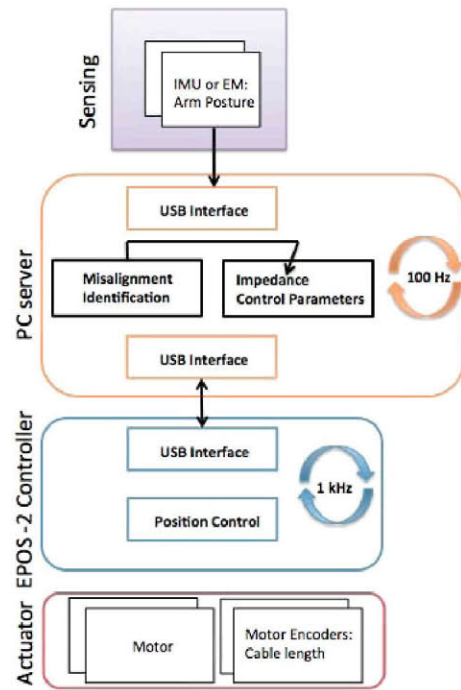 Sensing
IMU or EM:
Arm Posture
PC server
USB Interface
Misalignment
Identification
Impedance
Control Parameters
100 Hz
USB Interface
EPOS -2 Controller
USB Interface
1 kHz
Position Control
Actuator
Motor
Motor Encoders:
Cable length